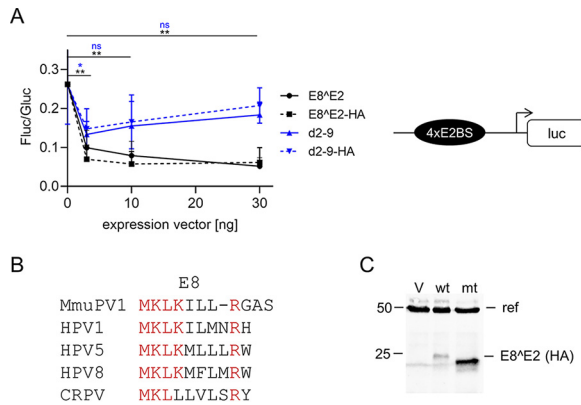 A
ns
**
ns
**
*
**
Fluc/Gluc
0.3
0.2
0.1
0.0
0
10
20
30
expression vector [ng]
E8^E2
E8^E2-HA
d2-9
d2-9-HA
4xE2BS
luc
B
E8
MmuPV1 MKLKILL-RGAS
HPV1 MKLKILMNRH
HPV5 MKLKMLLLRW
HPV8 MKLKMFLMRW
CRPV MKLLLVLSRY
C
V wt mt
50 ref
25 E8^E2 (HA)